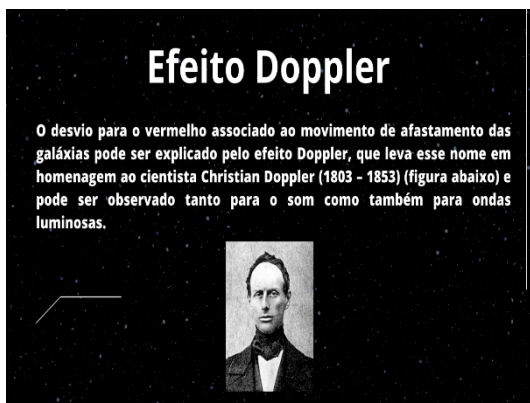 Efeito Doppler
O desvio para o vermelho associado ao movimento de afastamento das
galáxias pode ser explicado pelo efeito Doppler, que leva esse nome em
homenagem ao cientista Christian Doppler (1803 – 1853) (figura abaixo) e
pode ser observado tanto para o som como também para ondas
luminosas.